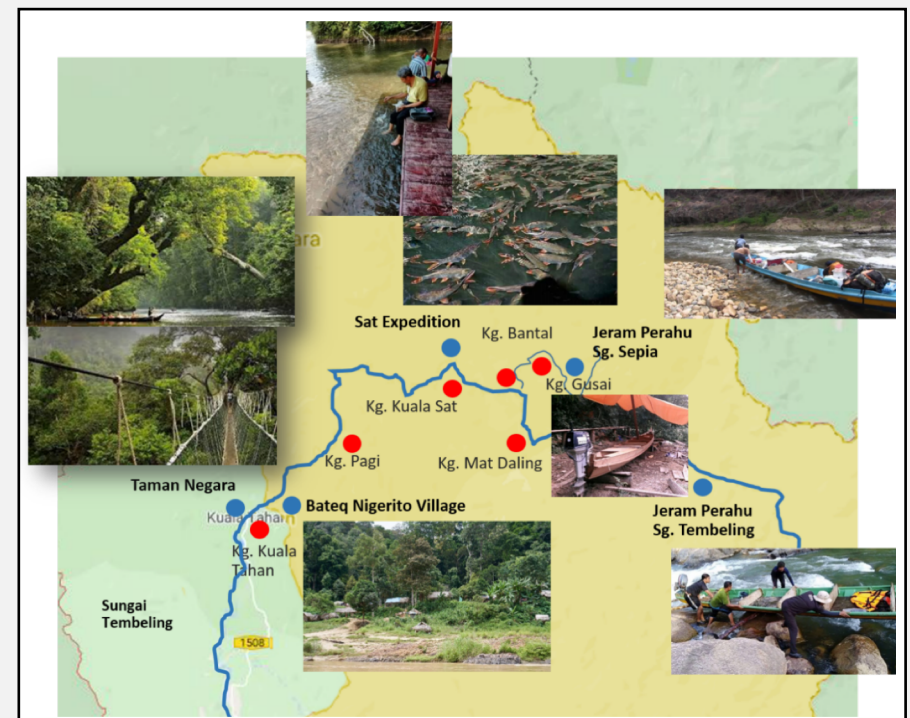 ara
Sat Expedition
Kg. Bantal
Jeram Perahu
Sg. Sepia
Kg. Gusai
Kg. Kuala Sat
Kg. Pagi
Kg. Mat Daling
Taman Negara
Kuala Tahan
Bateq Nigerito Village
Kg. Kuala
Tahan
Jeram Perahu
Sg. Tembeling
Sungai
Tembeling
1508